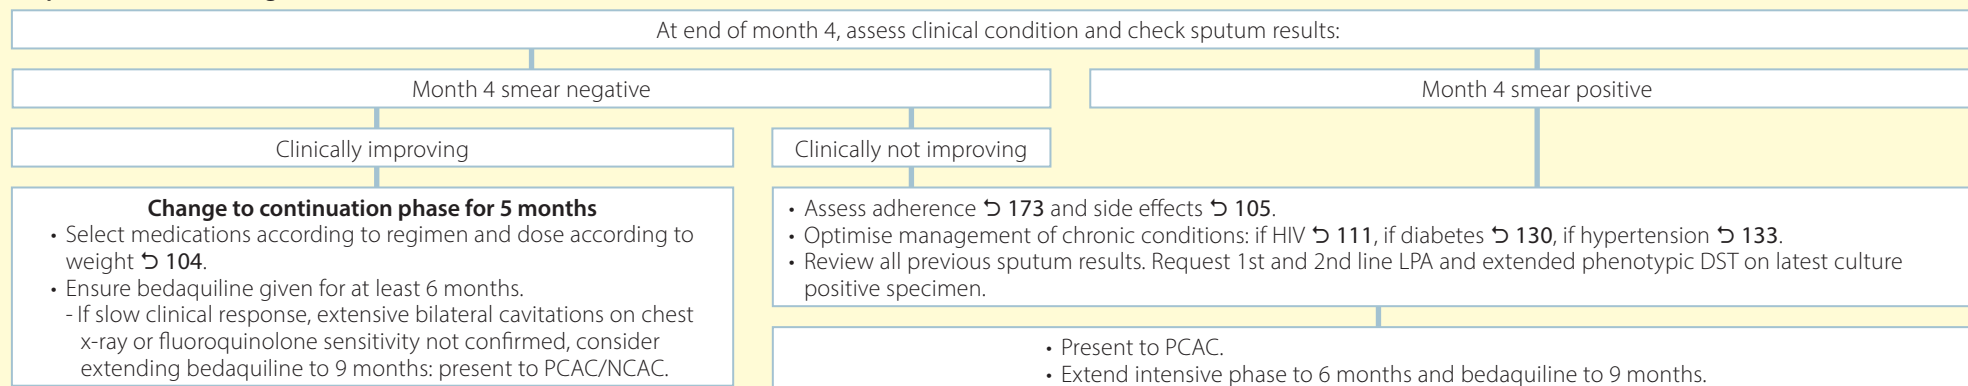 At end of month 4, assess clinical condition and check sputum results:
Month 4 smear negative
Month 4 smear positive
Clinically improving
Clinically not improving
Change to continuation phase for 5 months
• Select medications according to regimen and dose according to
weight ⮌ 104.
• Ensure bedaquiline given for at least 6 months.
- If slow clinical response, extensive bilateral cavitations on chest
x-ray or fluoroquinolone sensitivity not confirmed, consider
extending bedaquiline to 9 months: present to PCAC/NCAC.
• Assess adherence ⮌ 173 and side effects ⮌ 105.
• Optimise management of chronic conditions: if HIV ⮌ 111, if diabetes ⮌ 130, if hypertension ⮌ 133.
• Review all previous sputum results. Request 1st and 2nd line LPA and extended phenotypic DST on latest culture
positive specimen.
• Present to PCAC.
• Extend intensive phase to 6 months and bedaquiline to 9 months.